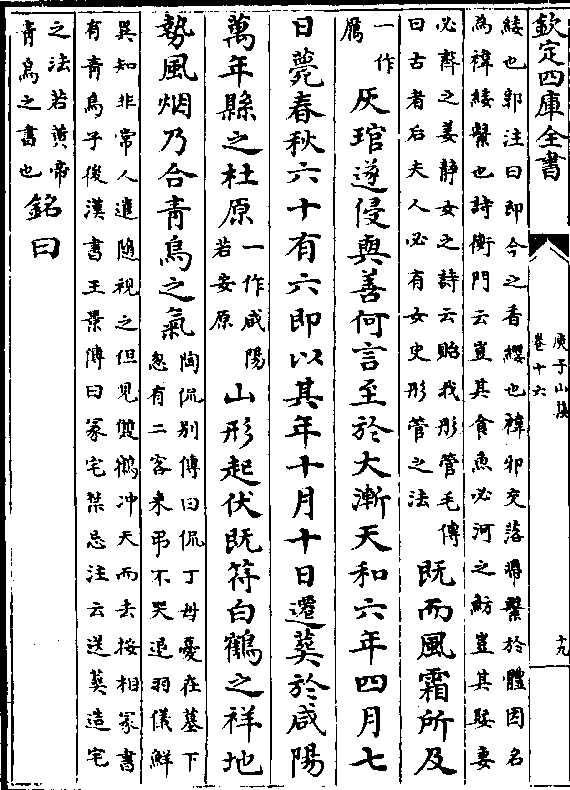 欽定四庫全書
庾子山集
卷十六
十九
緌也郭注曰即今之香纓也褘邪交落帶繫於體因名
為褘緌繫也詩衡門云豈其食魚必河之魴豈其娶妻
必齊之姜静女之詩云貽我彤管毛傳
曰古者后夫人必有女史彤管之法
既而風霜所及
一作
鴈
灰琯遂侵與善何言至於大漸天和六年四月七
日薨春秋六十有六即以其年十月十日遷葬於咸陽
萬年縣之杜原
一作咸陽
若安原
山形起伏既符白鶴之祥地
勢風烟乃合青烏之氣
陶侃别傳曰侃丁母憂在墓下
忽有二客來弔不哭退羽儀鮮
異知非常人遣隨視之但見雙鶴冲天而去按相冢書
有青烏子後漢書王景傳曰冢宅禁忌注云送葬造宅
之法若黄帝
青烏之書也
銘曰